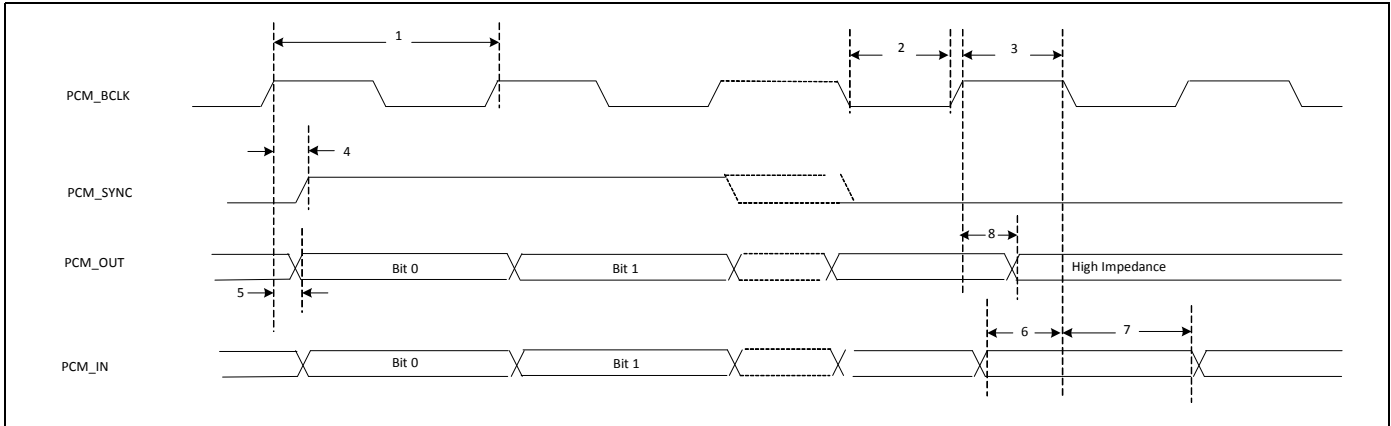 1
2
3
PCM_BCLK
4
PCM_SYNC
8
PCM_OUT
Bit 0
Bit 1
High Impedance
5
6
7
PCM_IN
Bit 0
Bit 1